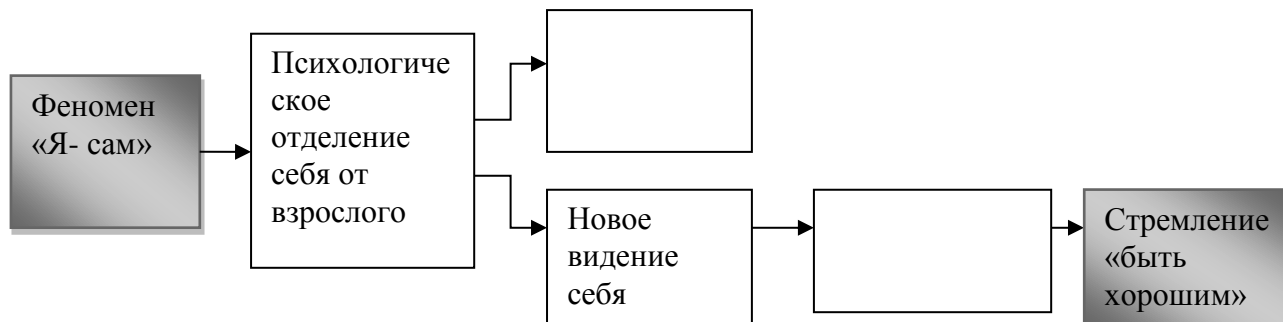 Феномен
«Я- сам»
Психологиче
ское
отделение
себя от
взрослого
Новое
видение
себя
Стремление
«быть
хорошим»